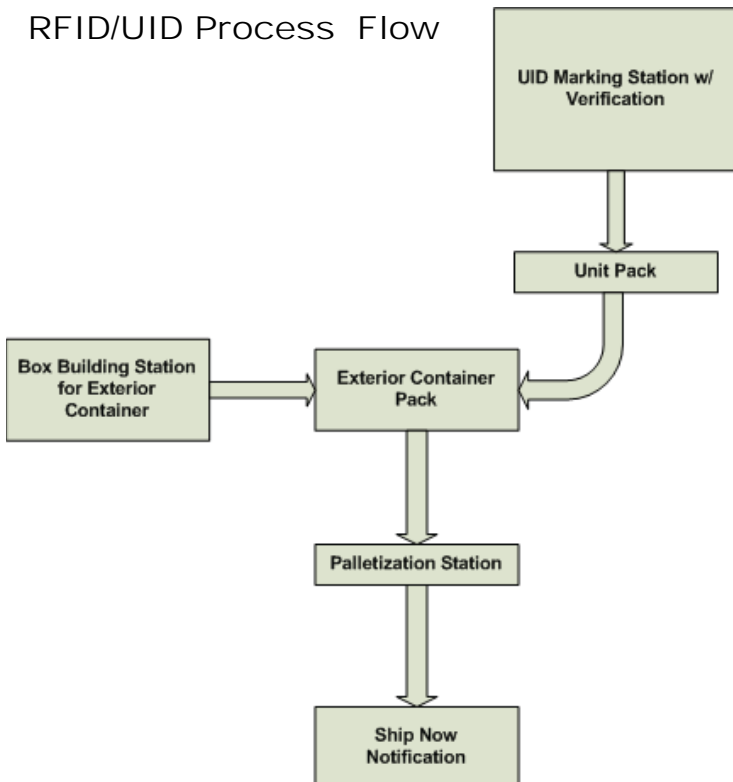 RFID/UID Process Flow
UID Marking Station w/
Verification
Unit Pack
Box Building Station
for Exterior
Container
Exterior Container
Pack
Palletization Station
Ship Now
Notification